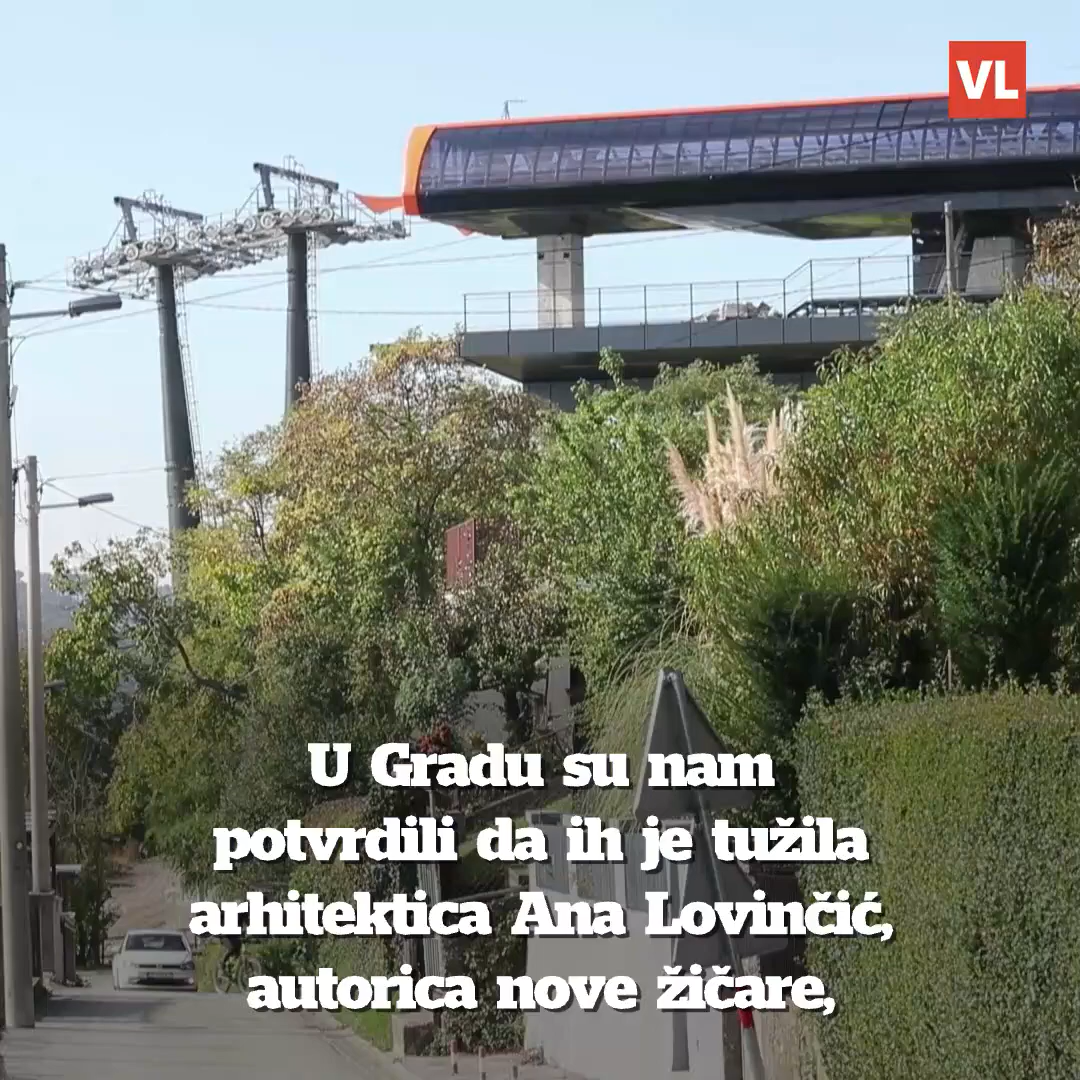 VL
U Gradu su nam
potvrdili da ih je tužila
arhitektica Ana Lovinčić,
autorica nove žičare,